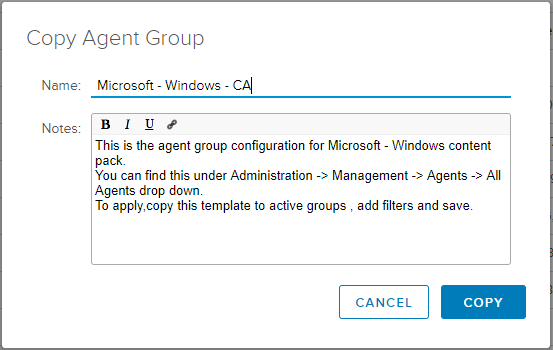 Copy Agent Group
Name: Microsoft - Windows - CA
Notes: B I U
This is the agent group configuration for Microsoft - Windows content
pack.
You can find this under Administration -> Management -> Agents -> All
Agents drop down.
To apply,copy this template to active groups , add filters and save.
CANCEL COPY